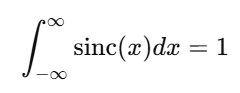 ∫_{-∞}^{∞} sinc(x)dx = 1